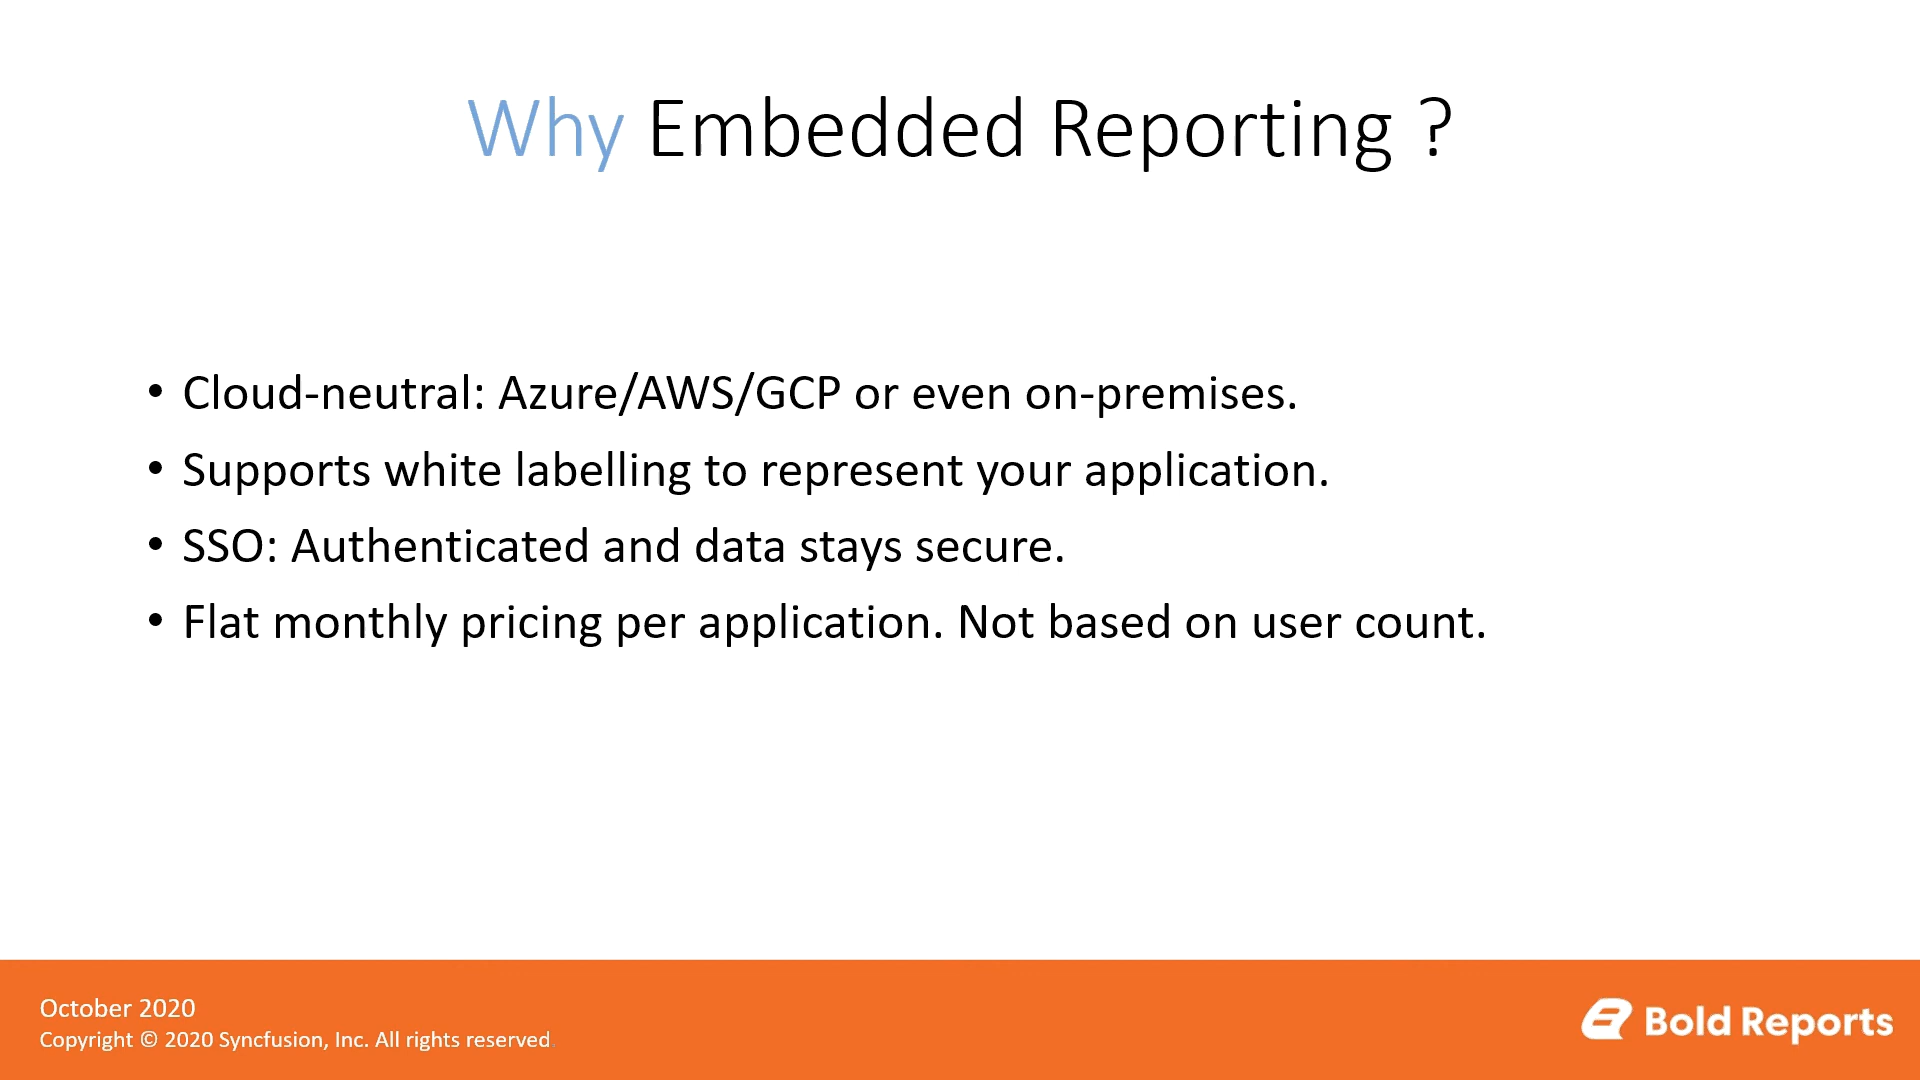 Why Embedded Reporting ?
• Cloud-neutral: Azure/AWS/GCP or even on-premises.
• Supports white labelling to represent your application.
• SSO: Authenticated and data stays secure.
• Flat monthly pricing per application. Not based on user count.
October 2020
Copyright © 2020 Syncfusion, Inc. All rights reserved.
Bold Reports